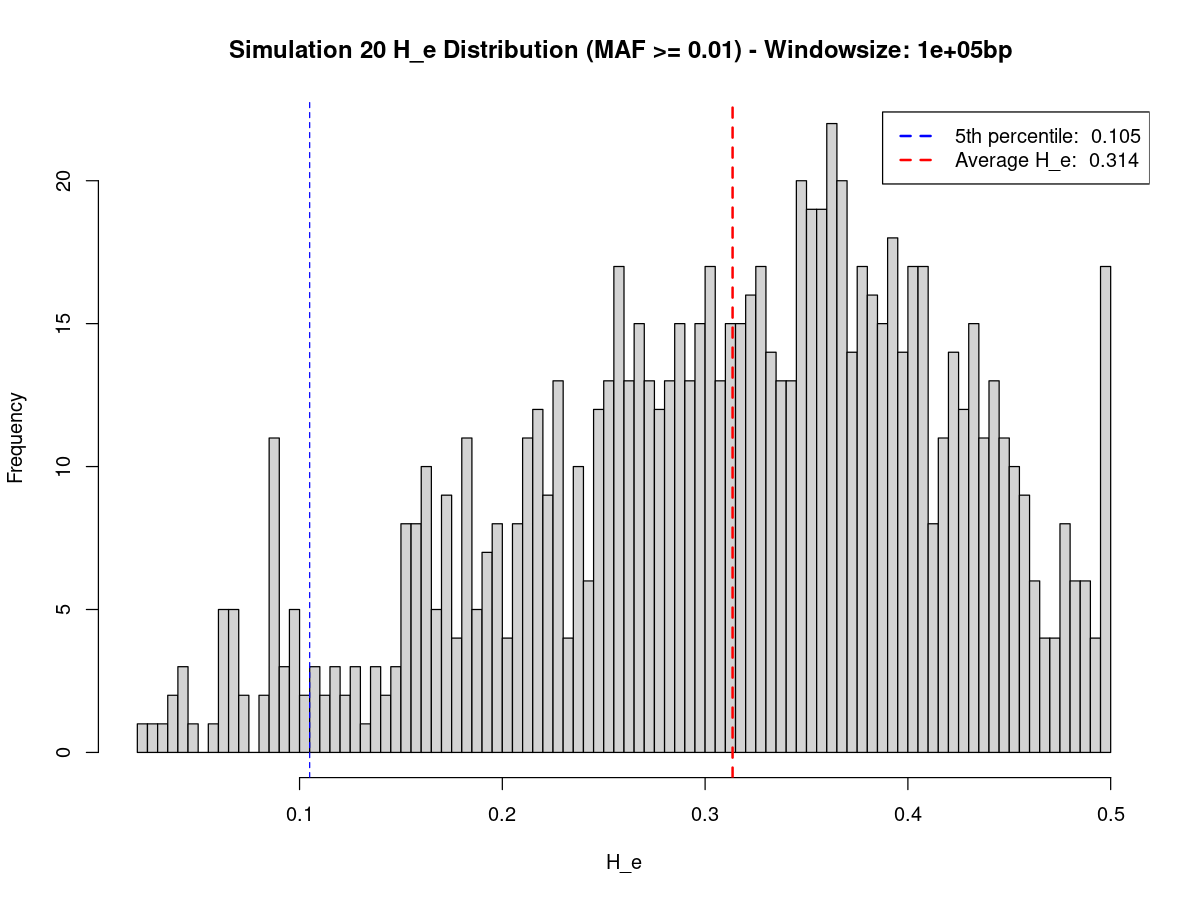 Simulation 20 H_e Distribution (MAF >= 0.01) - Windowsize: 1e+05bp
5th percentile:  0.105
Average H_e:  0.314
Frequency
20
15
10
5
0
0.1 0.2 0.3 0.4 0.5
H_e